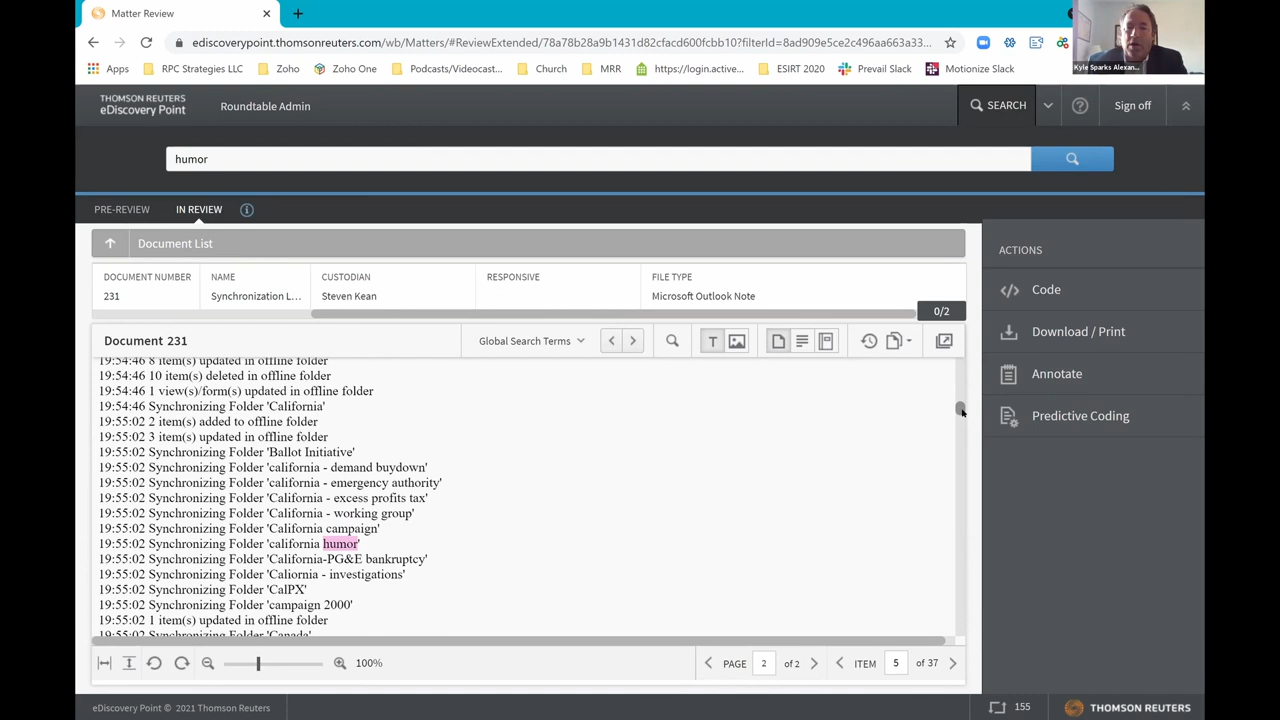 Matter Review
ediscoverypoint.thomsonreuters.com/wb/Matters/#ReviewExtended/78a78b28a9b1431d82cfacd600fcbb10?filterId=8ad909e5ce2c496aa663a33...
Apps RPC Strategies LLC Zoho Zoho One Podcasts/Videocast... Church MRR https://login.active... ESIRT 2020 Prevail Slack Motionize Slack
Kyle Sparks Alexan...
THOMSON REUTERS
eDiscovery Point
Roundtable Admin
SEARCH
Sign off
humor
PRE-REVIEW IN REVIEW
Document List
DOCUMENT NUMBER NAME CUSTODIAN RESPONSIVE FILE TYPE
231 Synchronization L... Steven Kean Microsoft Outlook Note
0/2
Document 231 Global Search Terms T
19:54:46 8 item(s) updated in offline folder
19:54:46 10 item(s) deleted in offline folder
19:54:46 1 view(s)/form(s) updated in offline folder
19:54:46 Synchronizing Folder 'California'
19:55:02 2 item(s) added to offline folder
19:55:02 3 item(s) updated in offline folder
19:55:02 Synchronizing Folder 'Ballot Initiative'
19:55:02 Synchronizing Folder 'california - demand buydown'
19:55:02 Synchronizing Folder 'california - emergency authority'
19:55:02 Synchronizing Folder 'California - excess profits tax'
19:55:02 Synchronizing Folder 'California - working group'
19:55:02 Synchronizing Folder 'California campaign'
19:55:02 Synchronizing Folder 'california humor'
19:55:02 Synchronizing Folder 'California-PG&E bankruptcy'
19:55:02 Synchronizing Folder 'Caliornia - investigations'
19:55:02 Synchronizing Folder 'CalPX'
19:55:02 Synchronizing Folder 'campaign 2000'
19:55:02 1 item(s) updated in offline folder
19:55:02 Synchronizing Folder 'Canada'
100% PAGE 2 of 2 ITEM 5 of 37
ACTIONS
Code
Download / Print
Annotate
Predictive Coding
eDiscovery Point © 2021 Thomson Reuters
155
THOMSON REUTERS